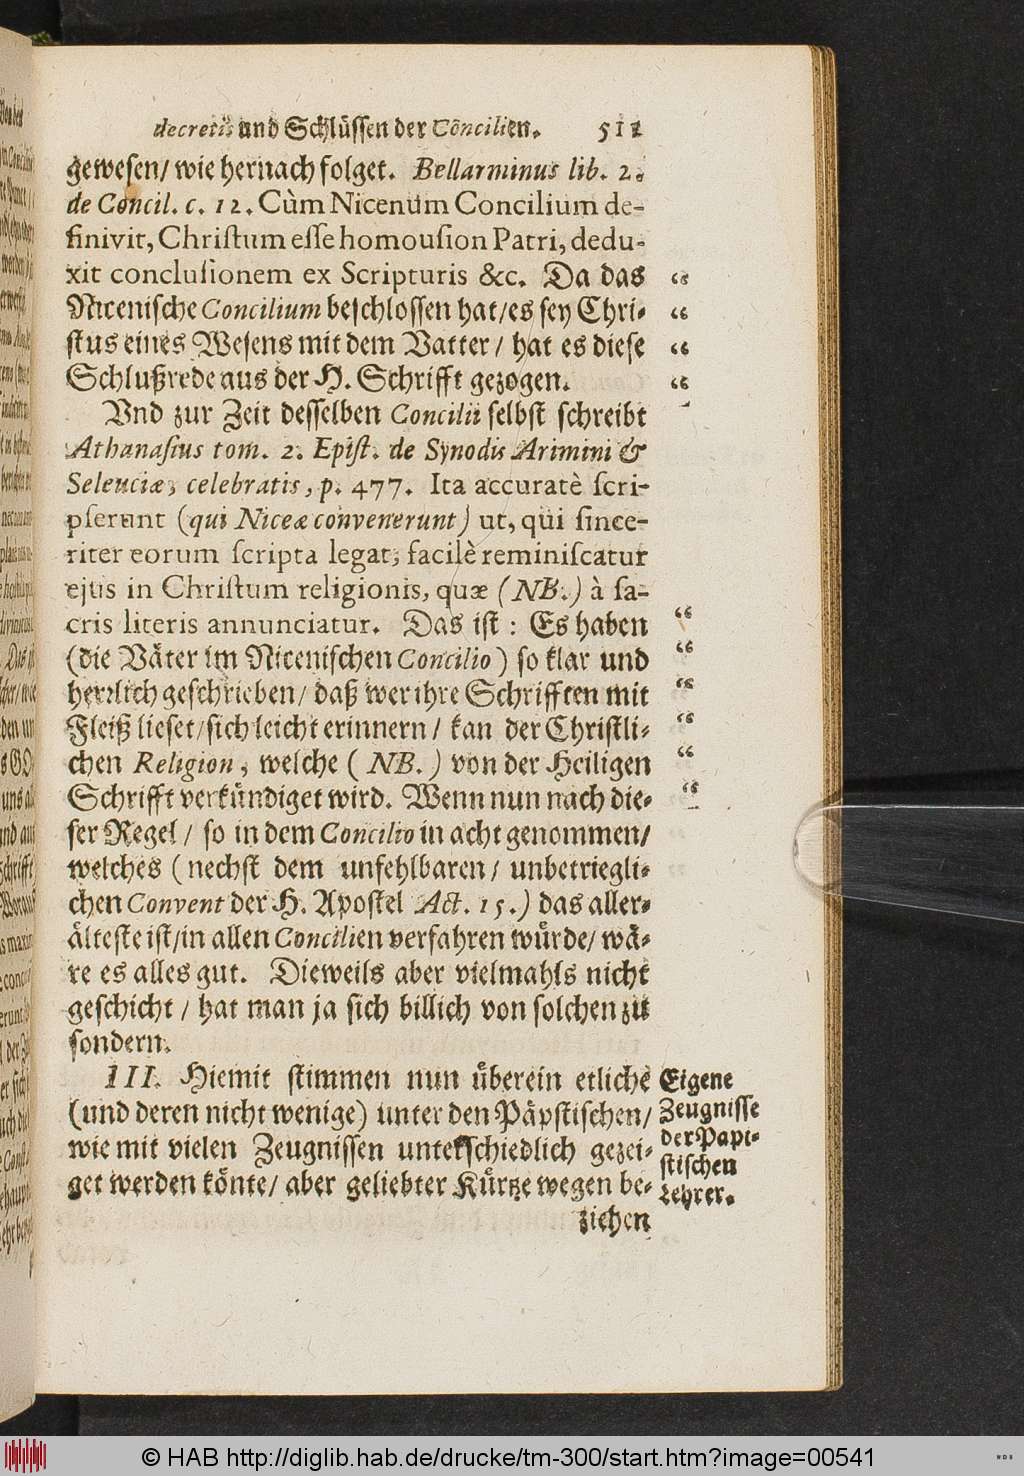 decretis und Schlüssen der Concilien. 511
gewesen/ wie hernach folget. Bellarminus lib. 2.
de Concil. c. 12. Cùm Nicenum Concilium de-
finivit, Christum esse homousion Patri, dedu-
xit conclusionem ex Scripturis &c. Da das “
Nicenische Concilium beschlossen hat/es sey Chri- “
stus eines Wesens mit dem Vatter/ hat es diese “
Schlußrede aus der H. Schrifft gezogen. “
Vnd zur Zeit desselben Concilii selbst schreibt
Athanasius tom. 2. Epist. de Synodis Arimini &
Seleuciæ, celebratis, p. 477. Ita accuratè scri-
pserunt (qui Niceæ convenerunt) ut, qui since-
riter eorum scripta legat, facilè reminiscatur
ejus in Christum religionis, quæ (NB.) à sa-
cris literis annunciatur. Das ist: Es haben “
(die Väter im Nicenischen Concilio) so klar und “
herrlich geschrieben/ daß wer ihre Schrifften mit “
Fleiß lieset/sich leicht erinnern/ kan der Christli- “
chen Religion, welche (NB.) von der Heiligen “
Schrifft verkündiget wird. Wenn nun nach die- “
ser Regel/ so in dem Concilio in acht genommen/
welches (nechst dem unfehlbaren/ unbetriegli-
chen Convent der H. Apostel Act. 15.) das aller-
älteste ist/in allen Concilien verfahren würde/ wä-
re es alles gut. Dieweils aber vielmahls nicht
geschicht/ hat man ja sich billich von solchen zu
sondern.
III. Hiemit stimmen nun überein etliche
(und deren nicht wenige) unter den Päpstischen/
wie mit vielen Zeugnissen unterschiedlich gezei-
get werden könte/ aber geliebter Kürtze wegen be-
ziehen
Eigene
Zeugnisse
der Papi-
stischen
Lehrer.
© HAB http://diglib.hab.de/drucke/tm-300/start.htm?image=00541